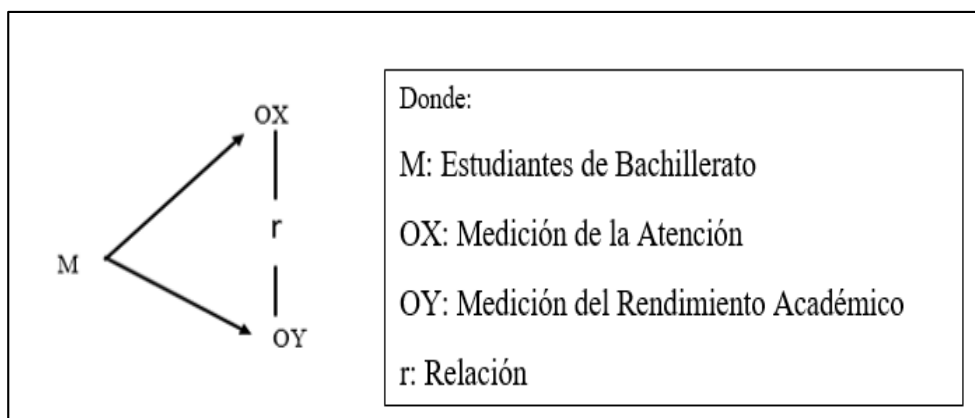 OX
r
M
OY
Donde:
M: Estudiantes de Bachillerato
OX: Medición de la Atención
OY: Medición del Rendimiento Académico
r: Relación